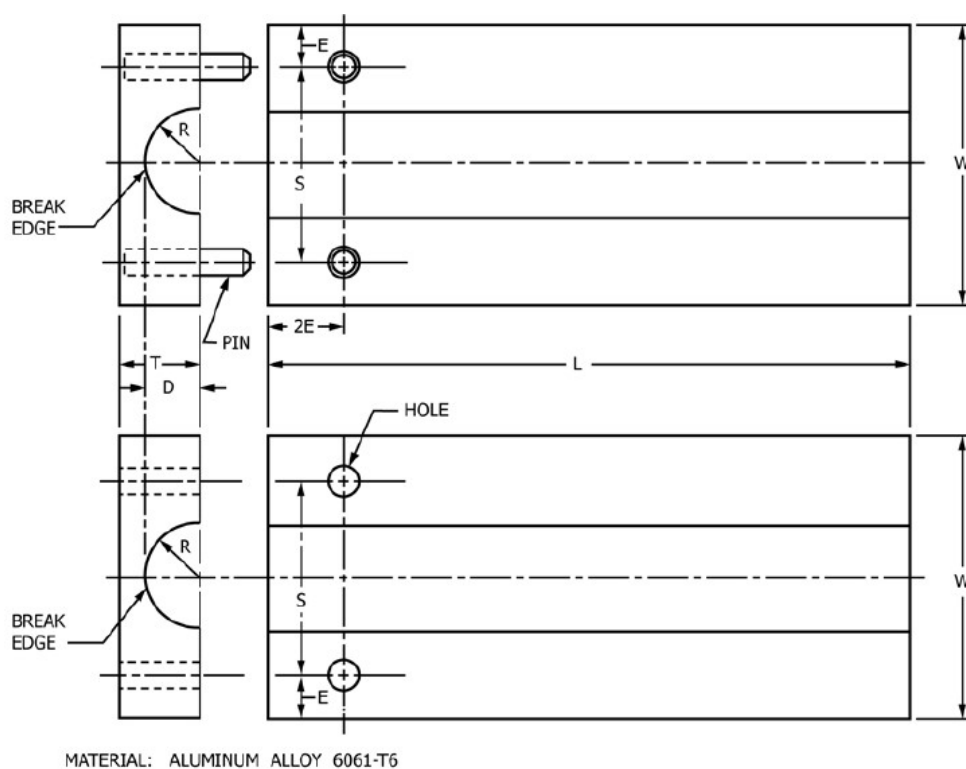 E
R
S
W
BREAK
EDGE
PIN
2E
T
L
D
HOLE
R
S
W
BREAK
EDGE
E
MATERIAL: ALUMINUM ALLOY 6061-T6